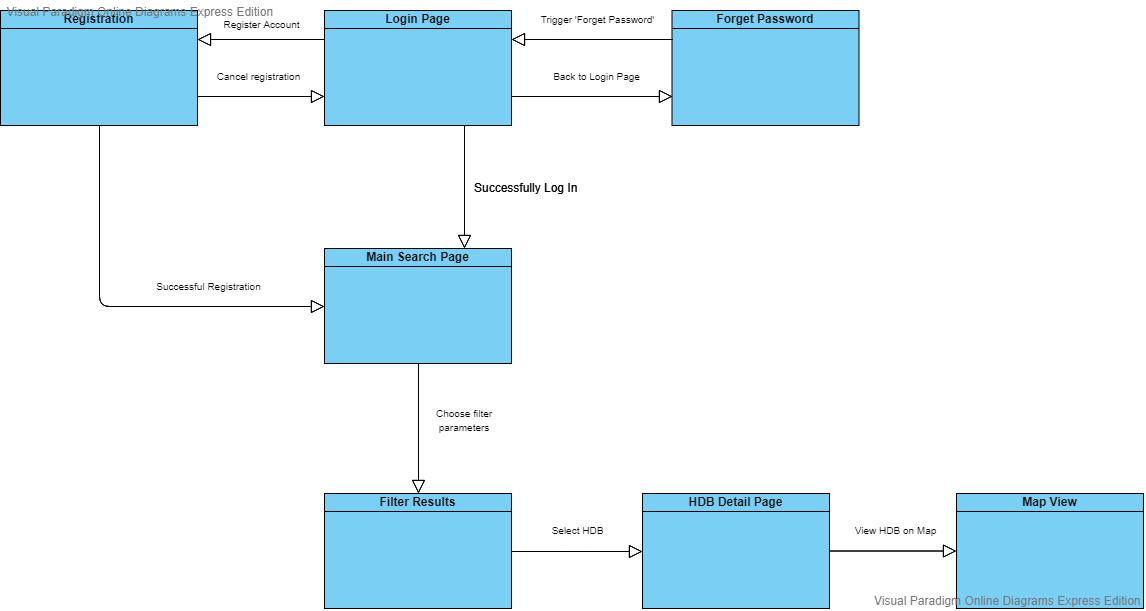 Visual Paradigm Online Diagrams Express Edition
Registration
Register Account
Login Page
Trigger 'Forget Password'
Forget Password
Cancel registration
Back to Login Page
Successfully Log In
Main Search Page
Successful Registration
Choose filter
parameters
Filter Results
Select HDB
HDB Detail Page
View HDB on Map
Map View
Visual Paradigm Online Diagrams Express Edition